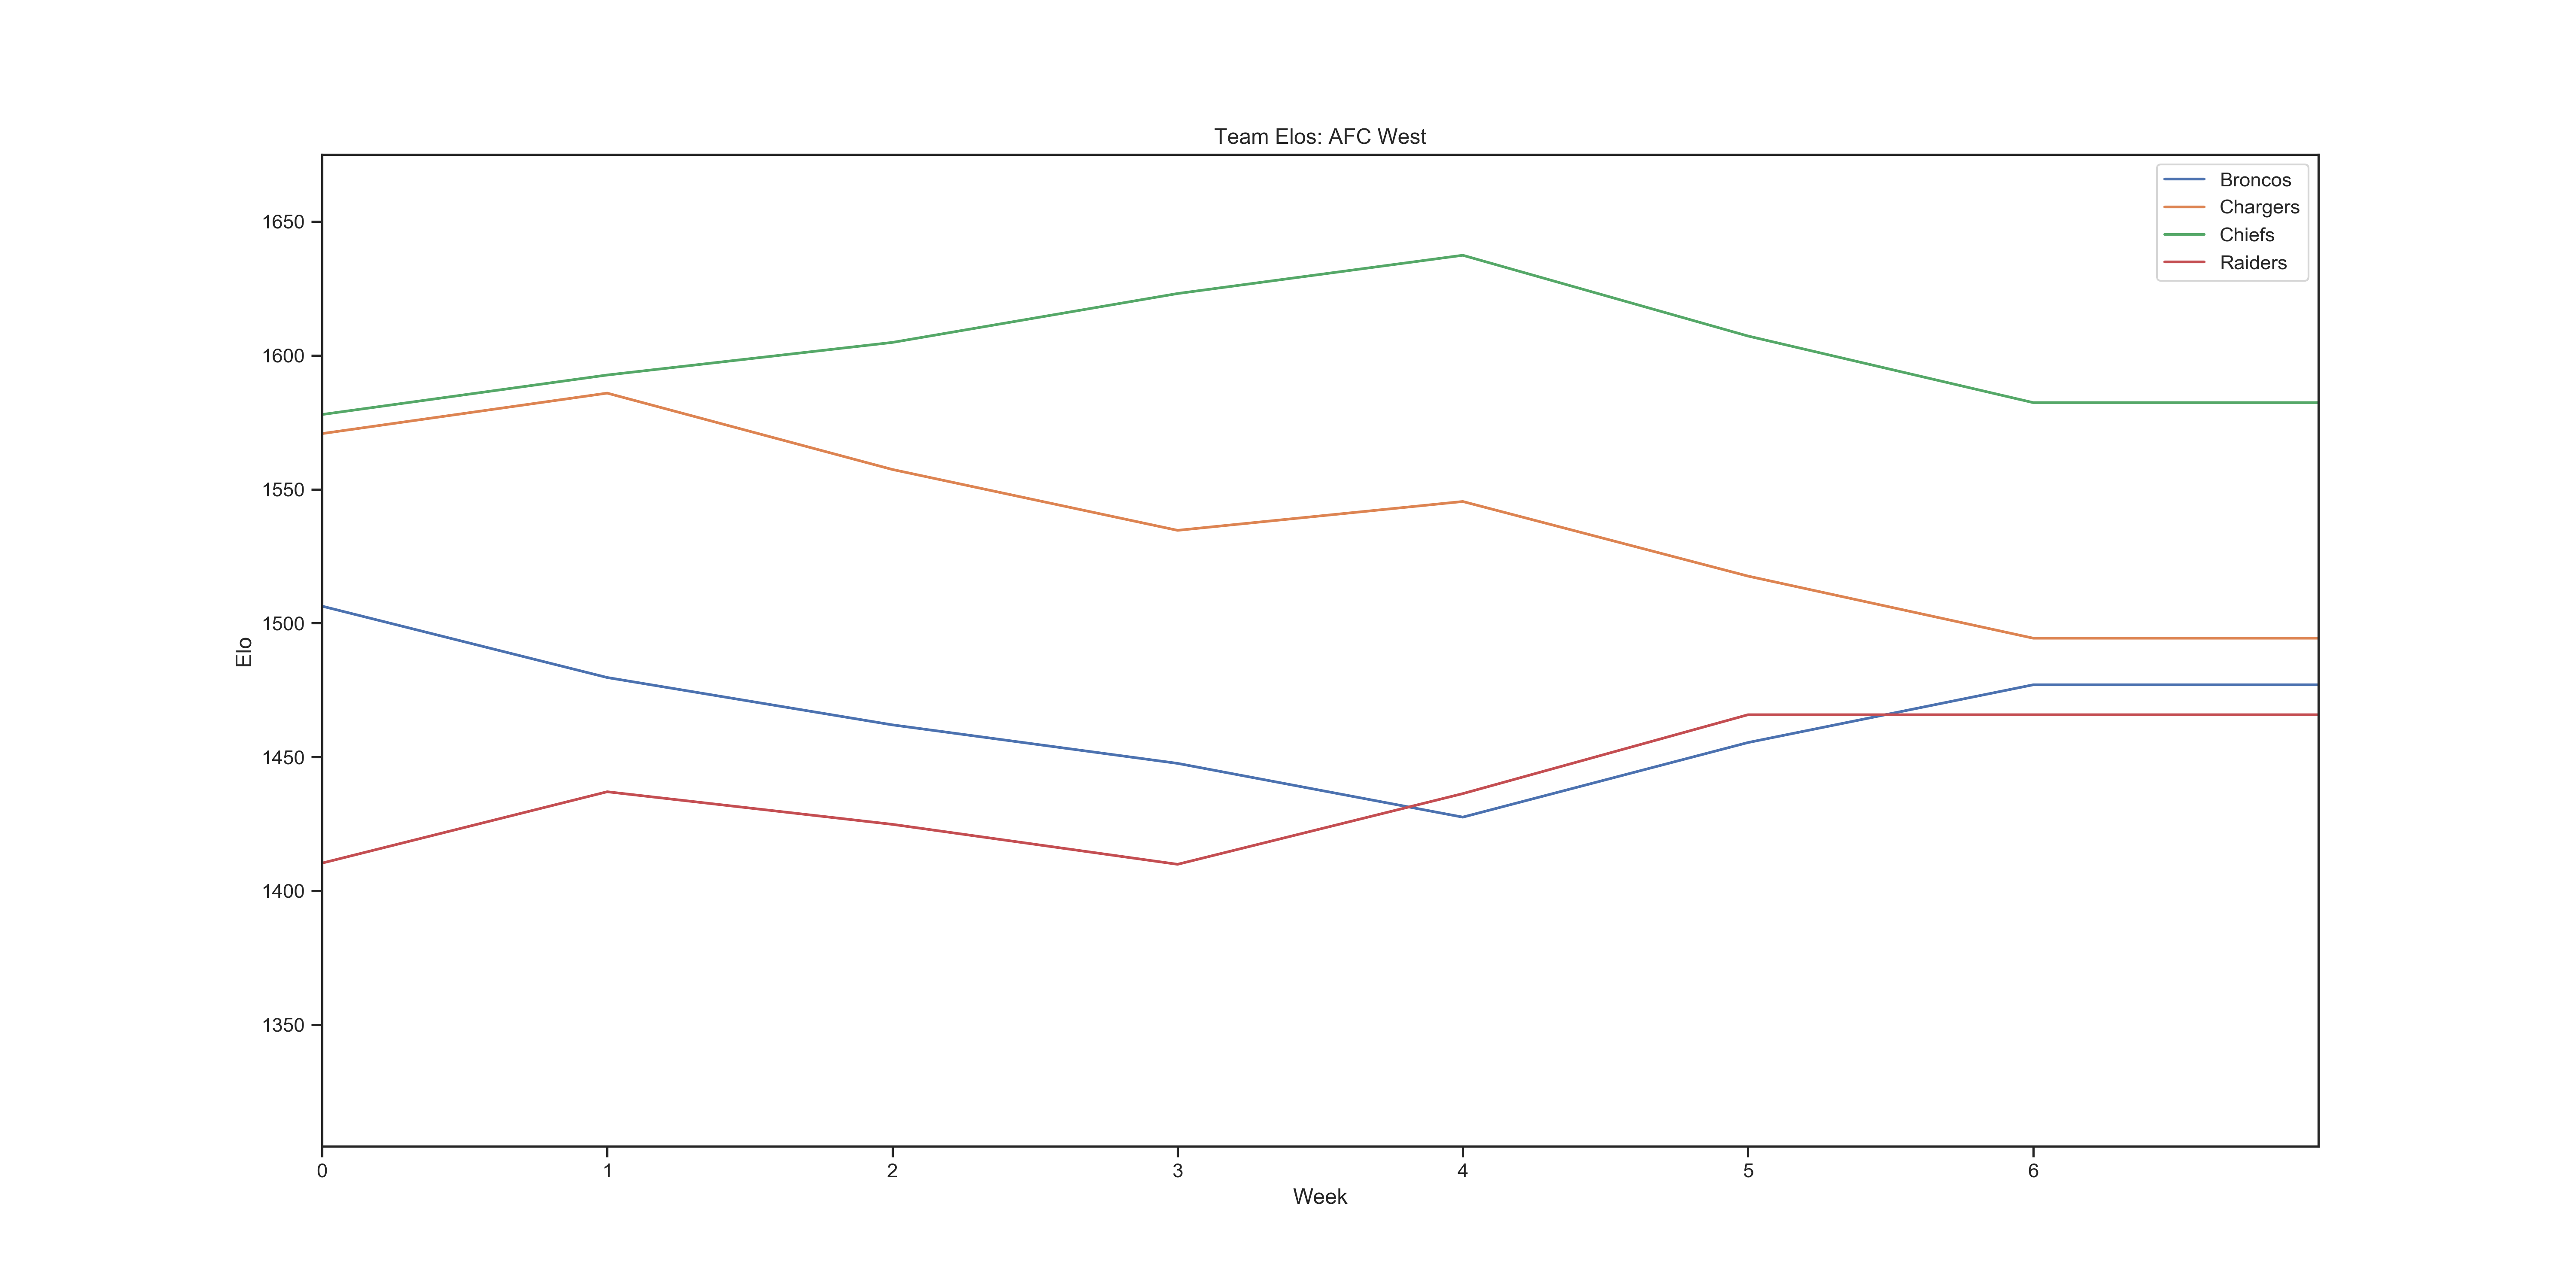 Team Elos: AFC West
Broncos
Chargers
Chiefs
Raiders
1650
1600
1550
1500
1450
1400
1350
Elo
0 1 2 3 4 5 6
Week